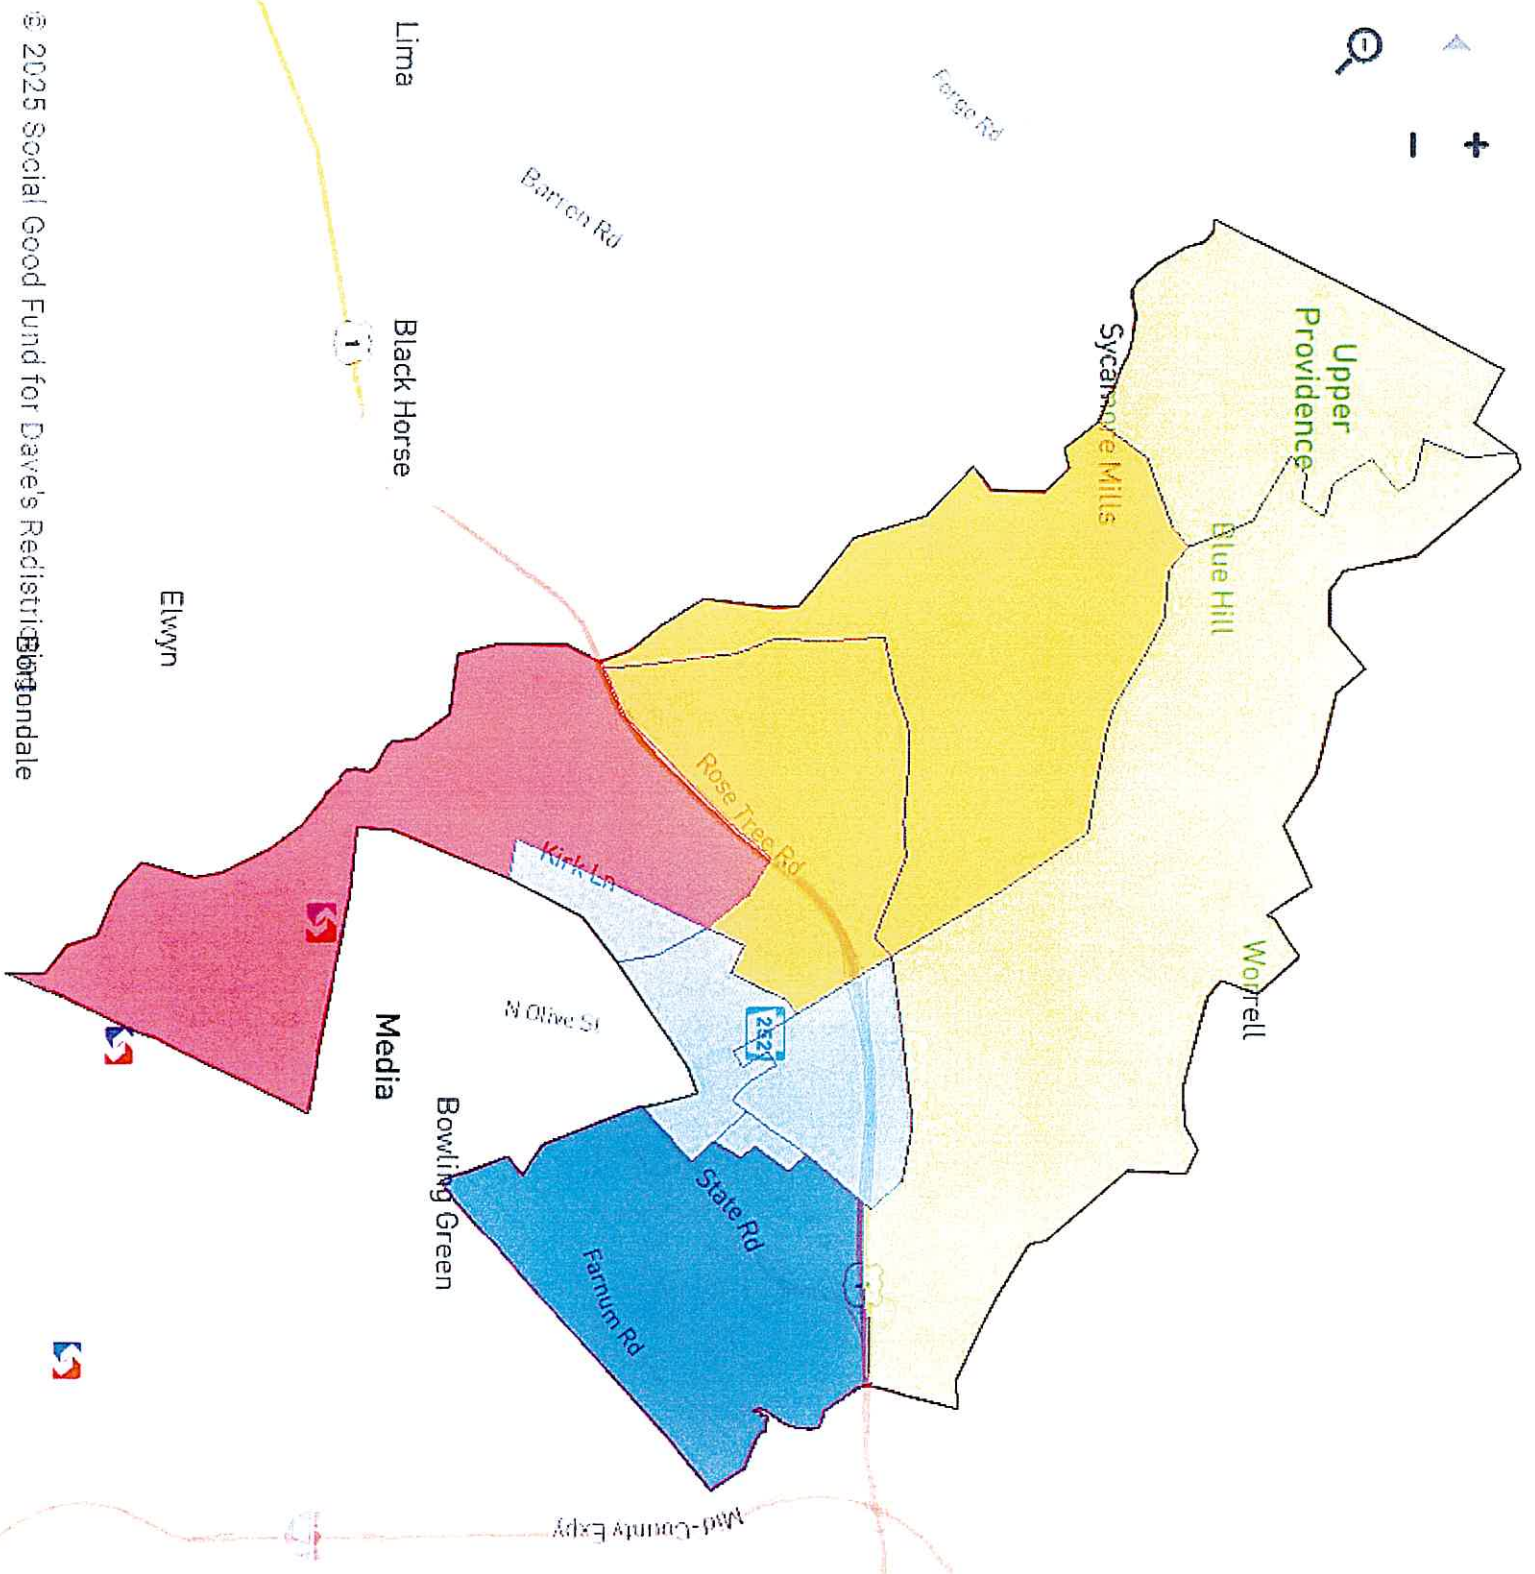 +
−
Forge Rd
Lima
Barren Rd
Upper
Providence
Sycamore Mills
Black Horse
1
Blue Hill
Elwyn
Rose Tree Rd
Kirk Ln
Worrell
N Olive St
252
Media
Bowling Green
State Rd
Farnum Rd
Mid-County Expy
© 2025 Social Good Fund for Dave's